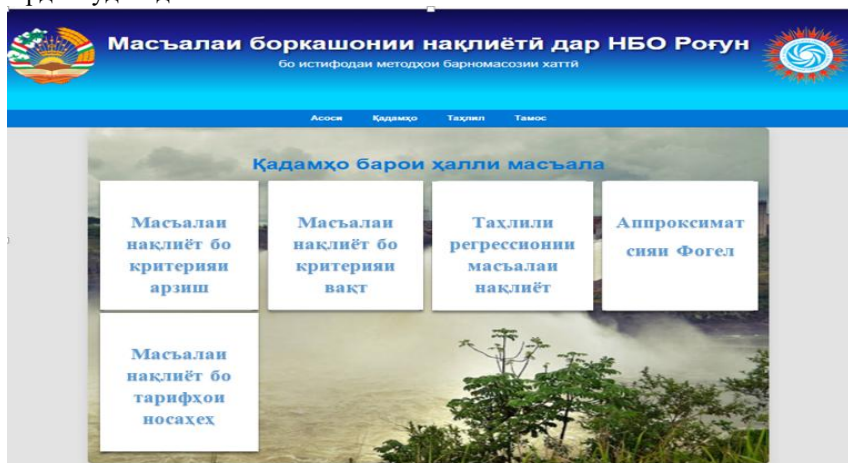 Масъалаи боркашонии нақлиётӣ дар НБО Роғун
бо истифодаи методҳои барномасозии хаттӣ
Асоси Қадамҳо Таҳлил Тамос
Қадамҳо барои ҳалли масъала
Масъалаи
нақлиёт бо
критерияи
арзиш
Масъалаи
нақлиёт бо
критерияи
вақт
Таҳлили
регрессионии
масъалаи
нақлиёт
Аппроксимат
сияи Фогел
Масъалаи
нақлиёт бо
тарифҳои
носаҳеҳ